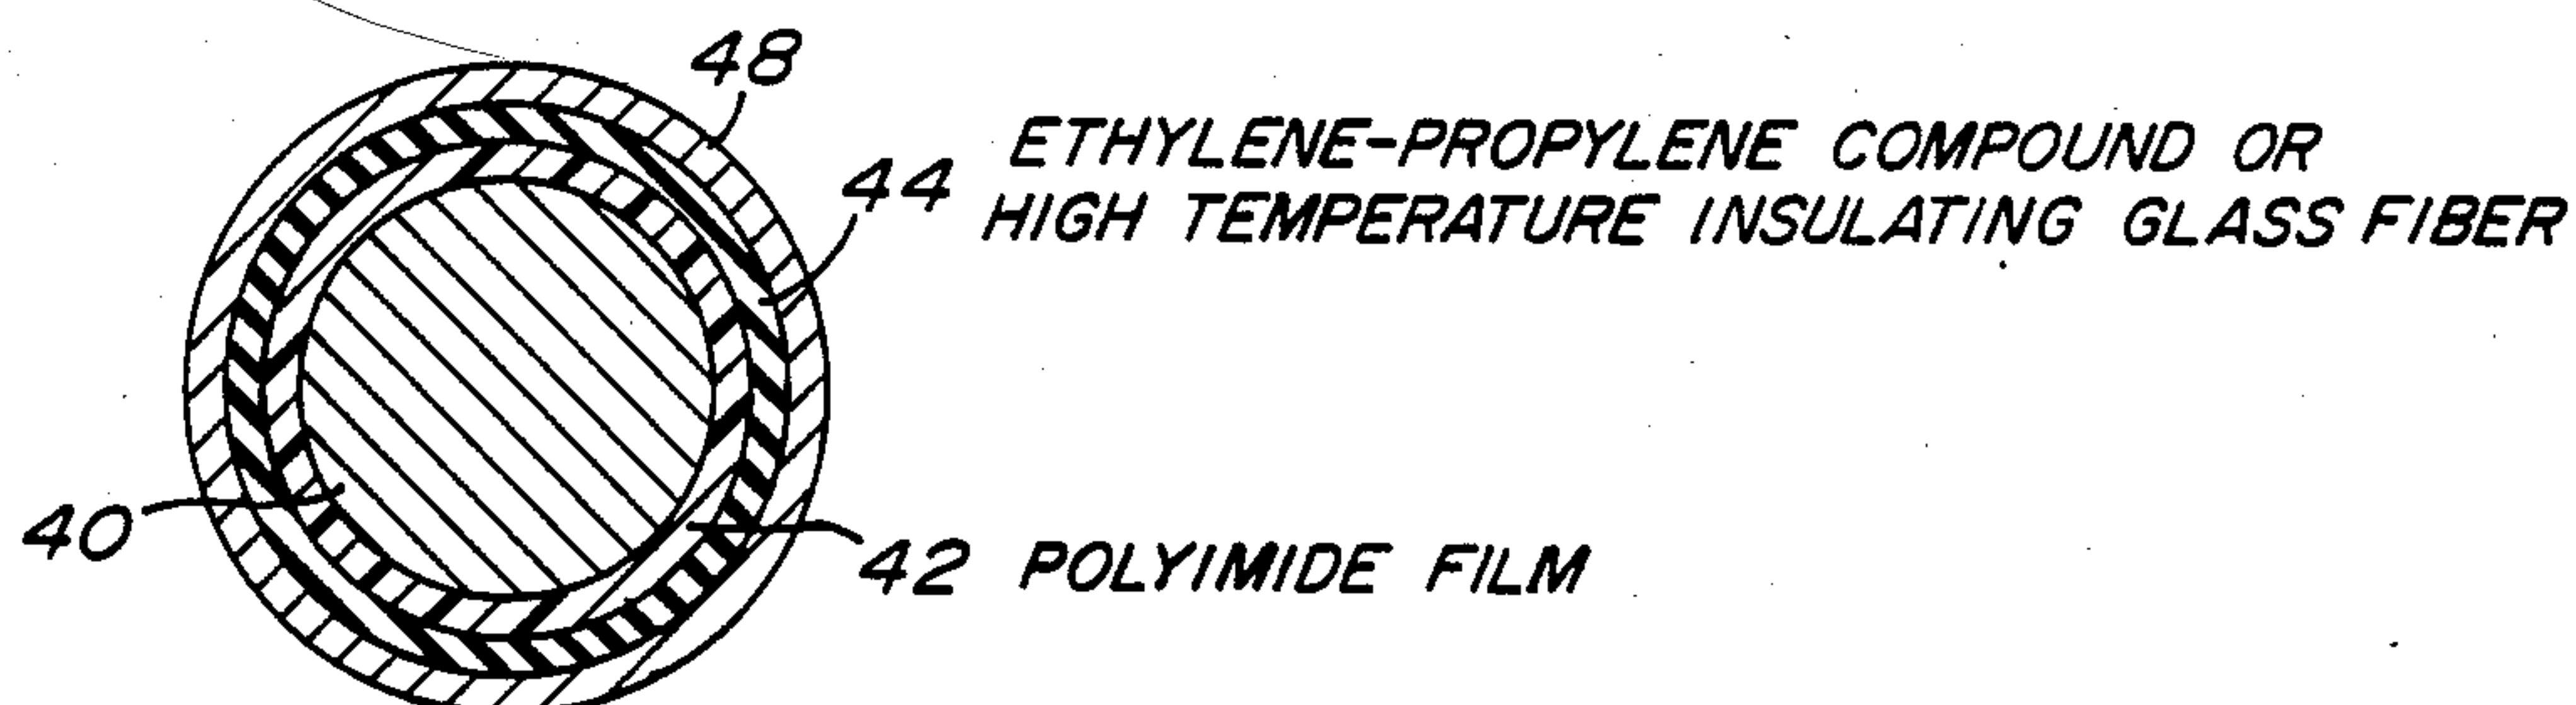 48
44 ETHYLENE-PROPYLENE COMPOUND OR
HIGH TEMPERATURE INSULATING GLASS FIBER
40
42 POLYIMIDE FILM